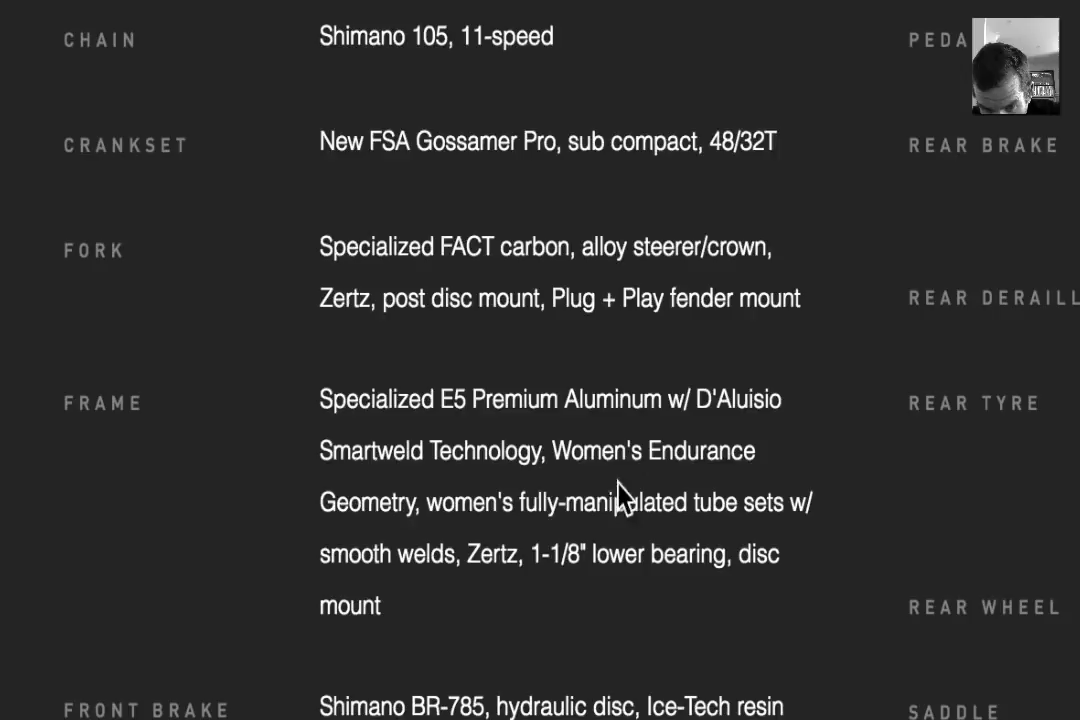 CHAIN
Shimano 105, 11-speed
CRANKSET
New FSA Gossamer Pro, sub compact, 48/32T
FORK
Specialized FACT carbon, alloy steerer/crown,
Zertz, post disc mount, Plug + Play fender mount
FRAME
Specialized E5 Premium Aluminum w/ D'Aluisio
Smartweld Technology, Women's Endurance
Geometry, women's fully-manipulated tube sets w/
smooth welds, Zertz, 1-1/8" lower bearing, disc
mount
FRONT BRAKE
Shimano BR-785, hydraulic disc, Ice-Tech resin
PEDA
REAR BRAKE
REAR DERAILL
REAR TYRE
REAR WHEEL
SADDLE